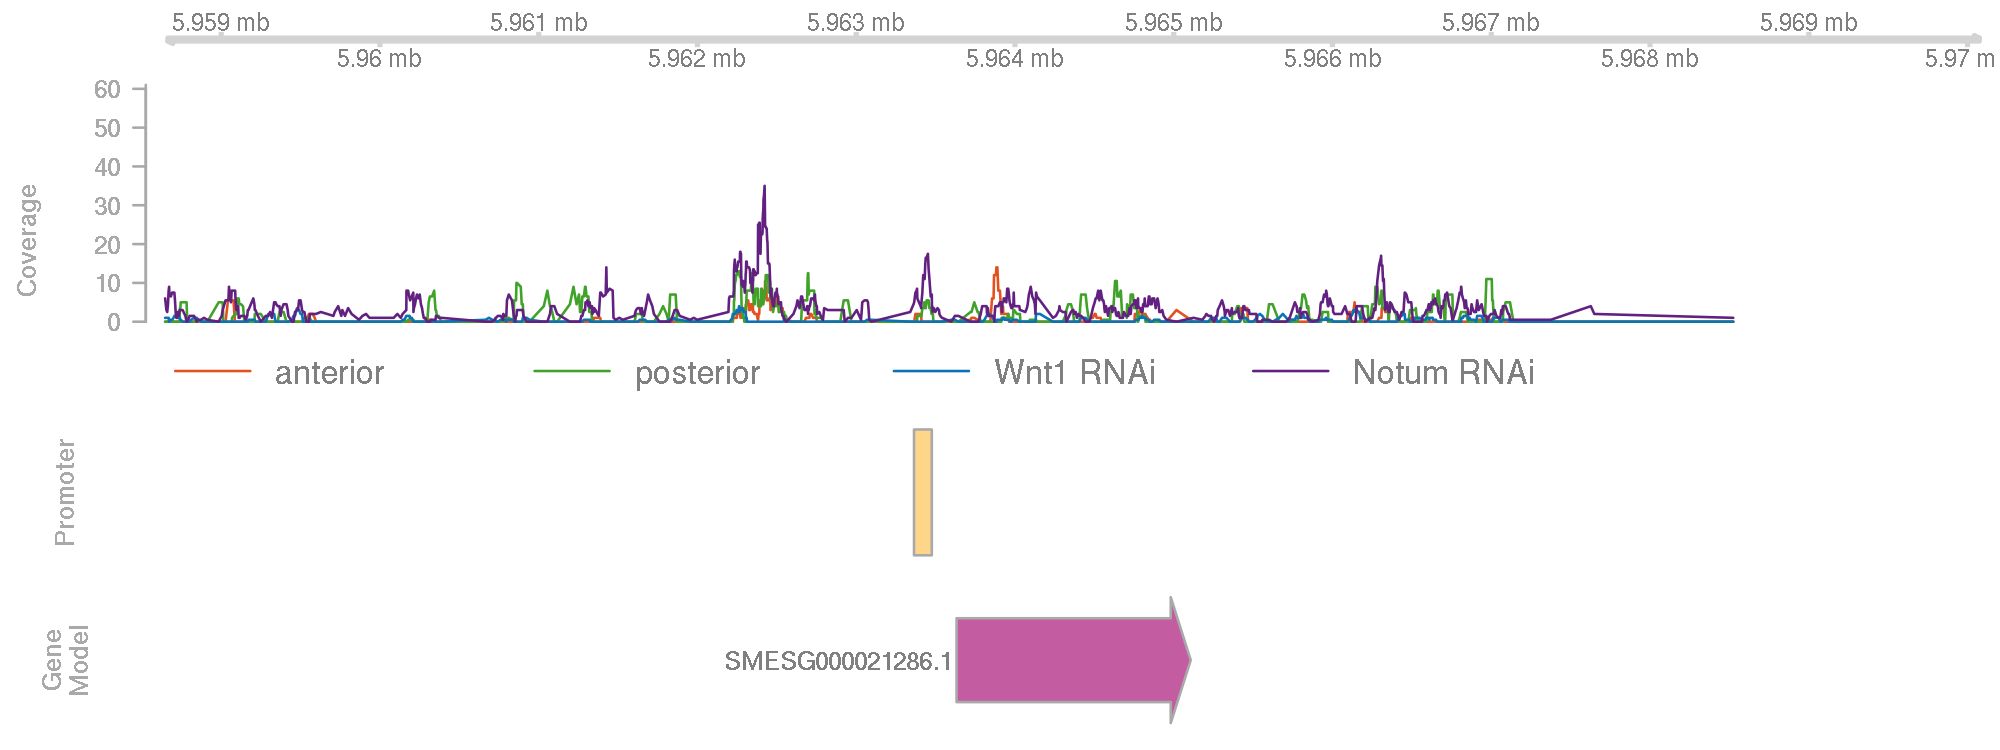 5.959 mb 5.961 mb 5.963 mb 5.965 mb 5.967 mb 5.969 mb
5.96 mb 5.962 mb 5.964 mb 5.966 mb 5.968 mb 5.97 m
60
50
40
30
20
10
0
Coverage
anterior posterior Wnt1 RNAi Notum RNAi
Promoter
Gene
Model
SMESG000021286.1